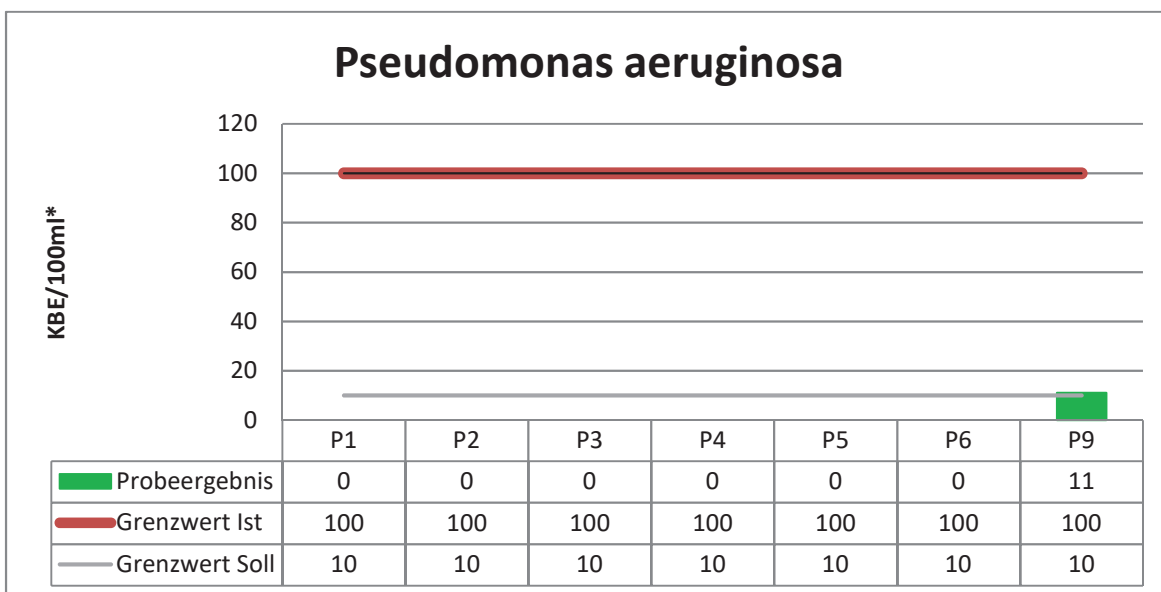 Pseudomonas aeruginosa
KBE/100ml*
120
100
80
60
40
20
0
P1 P2 P3 P4 P5 P6 P9
Probeergebnis 0 0 0 0 0 0 11
Grenzwert Ist 100 100 100 100 100 100 100
Grenzwert Soll 10 10 10 10 10 10 10